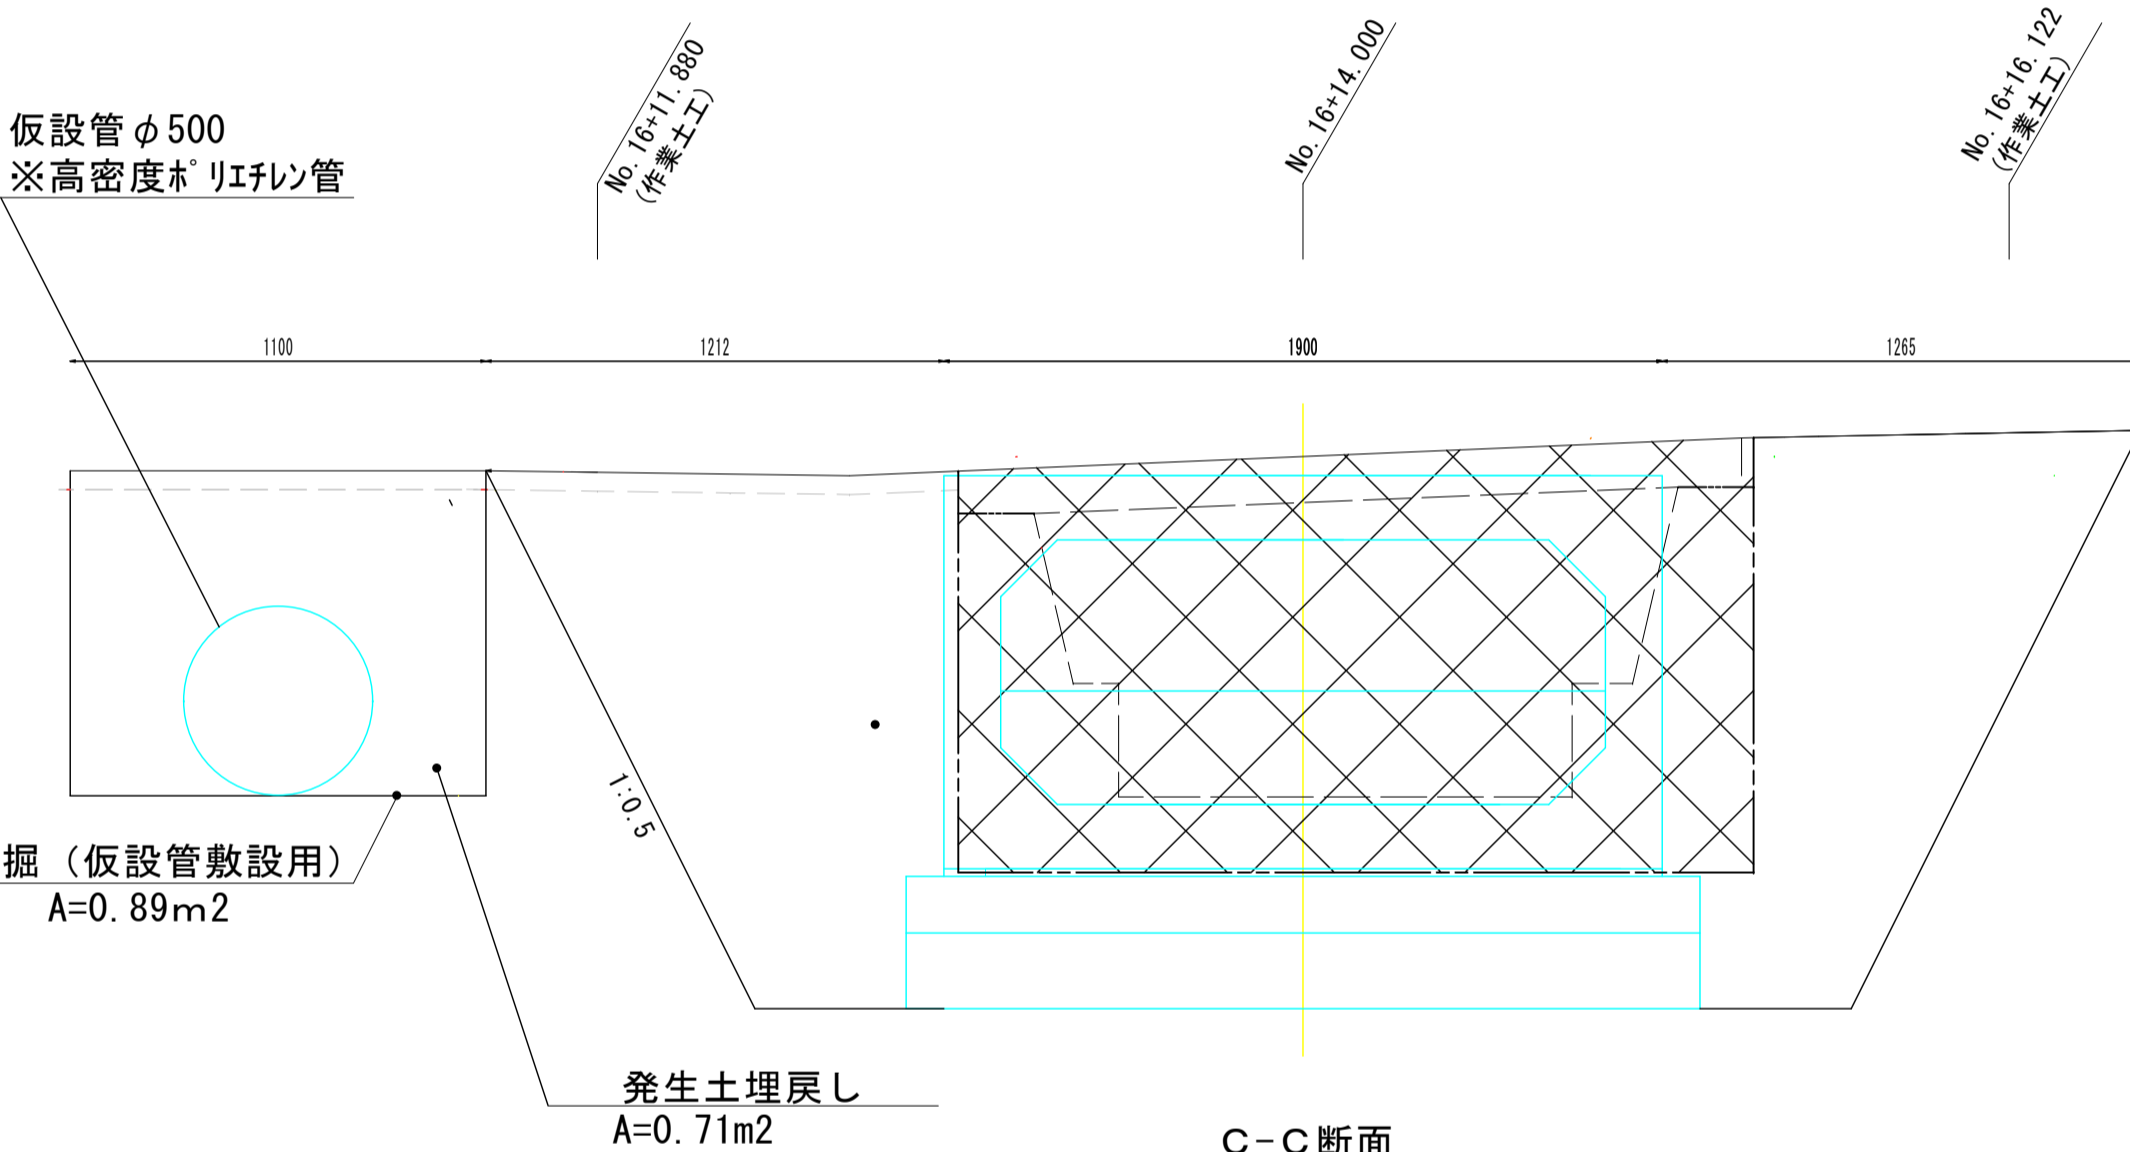 No.16+11.880
(作業土工)
No.16+14.000
No.16+16.122
(作業土工)
仮設管φ500
※高密度ポリエチレン管
1100
1212
1900
1265
1:0.5
掘（仮設管敷設用）
A=0.89m2
発生土埋戻し
A=0.71m2
C-C断面